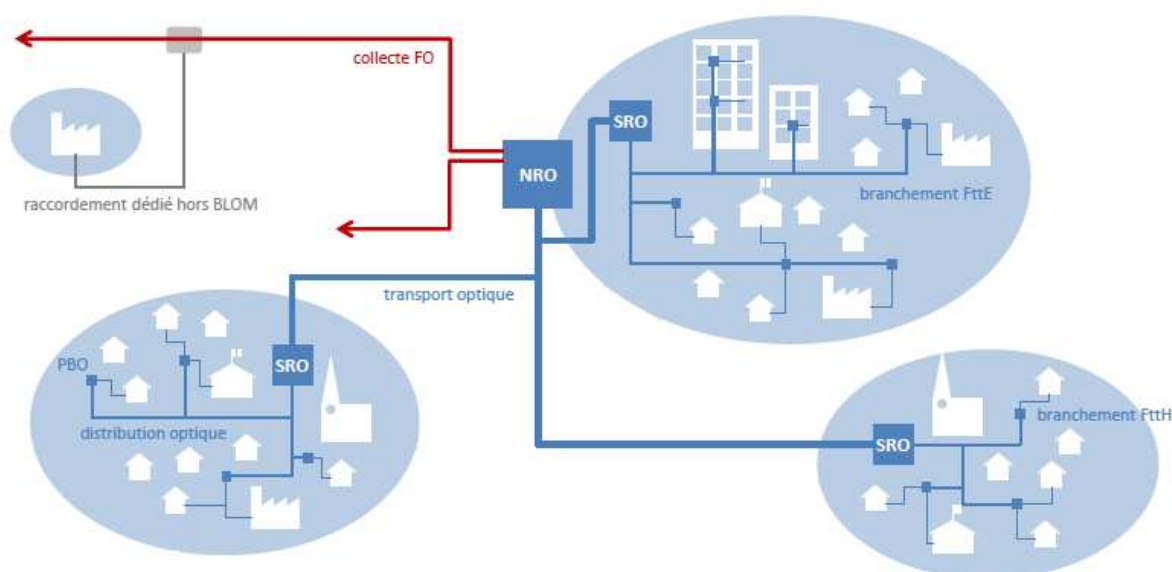 collecte FO
SRO
NRO
branchement FttE
raccordement dédié hors BLOM
transport optique
PBO
SRO
distribution optique
branchement FttH
SRO